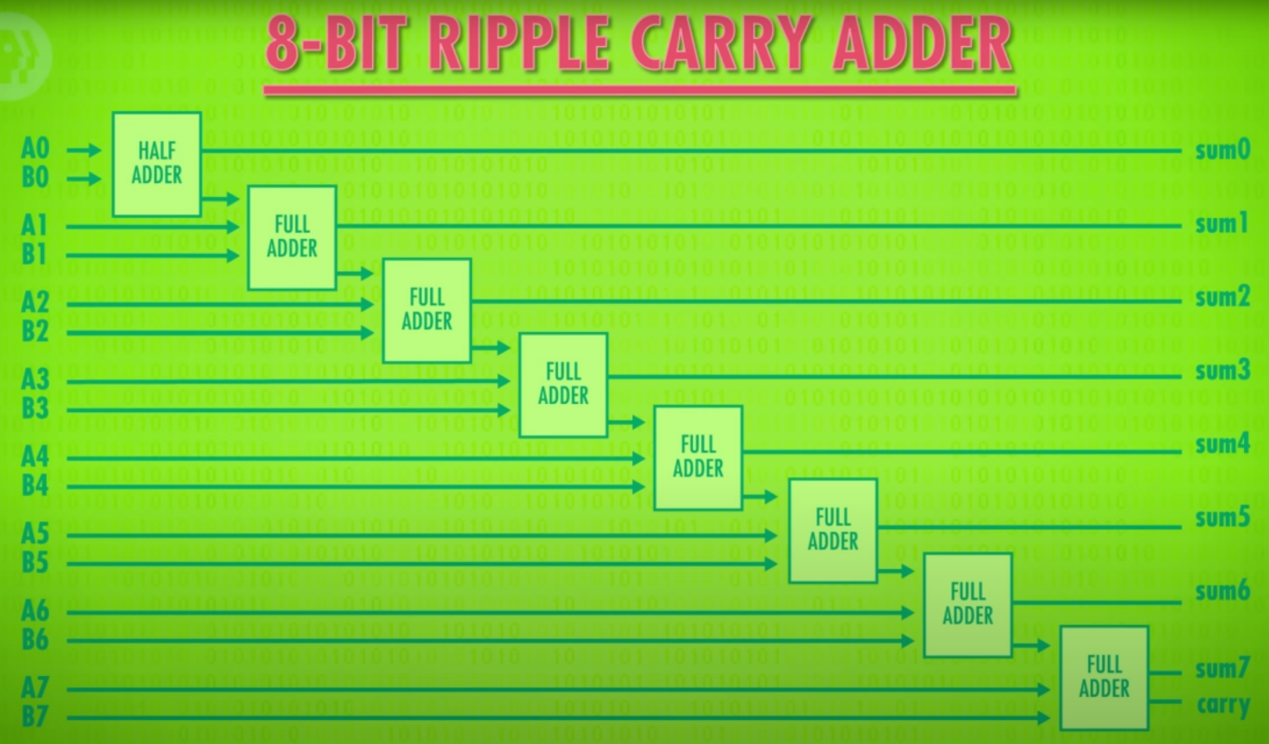 8-BIT RIPPLE CARRY ADDER
A0
B0
HALF
ADDER
sum0
A1
B1
FULL
ADDER
sum1
A2
B2
FULL
ADDER
sum2
A3
B3
FULL
ADDER
sum3
A4
B4
FULL
ADDER
sum4
A5
B5
FULL
ADDER
sum5
A6
B6
FULL
ADDER
sum6
A7
B7
FULL
ADDER
sum7
carry